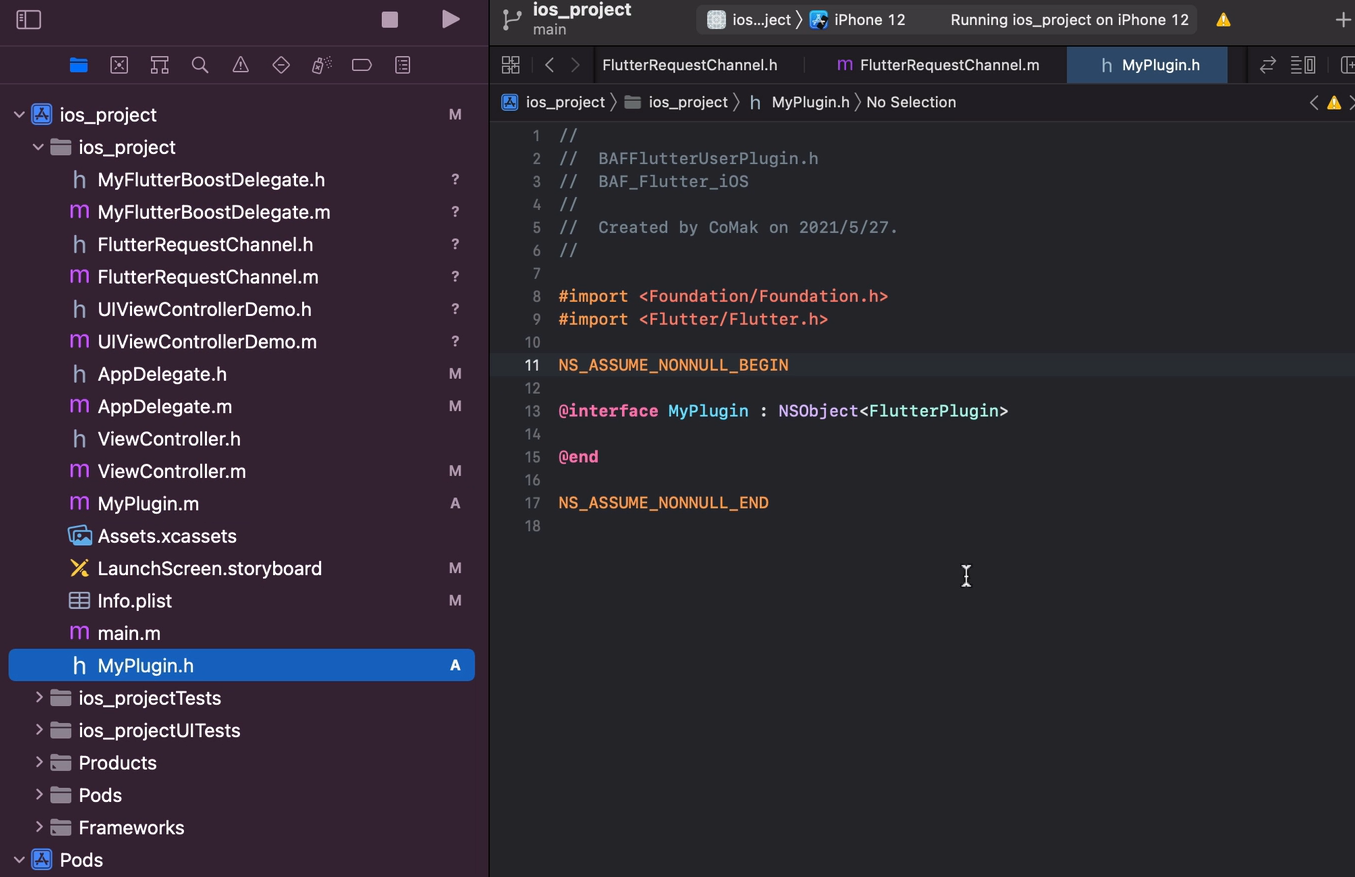 ios_project
main
ios...ject 〉 iPhone 12
Running ios_project on iPhone 12
FlutterRequestChannel.h
m FlutterRequestChannel.m
h MyPlugin.h
ios_project 〉 ios_project 〉 h MyPlugin.h 〉 No Selection
ios_project M
ios_project
h MyFlutterBoostDelegate.h ?
m MyFlutterBoostDelegate.m ?
h FlutterRequestChannel.h ?
m FlutterRequestChannel.m ?
h UIViewControllerDemo.h ?
m UIViewControllerDemo.m ?
h AppDelegate.h M
m AppDelegate.m M
h ViewController.h
m ViewController.m M
m MyPlugin.m A
Assets.xcassets
LaunchScreen.storyboard M
Info.plist M
m main.m
h MyPlugin.h A
ios_projectTests
ios_projectUITests
Products
Pods
Frameworks
Pods
1 //
2 //  BAFFlutterUserPlugin.h
3 //  BAF_Flutter_iOS
4 //
5 //  Created by CoMak on 2021/5/27.
6 //
7
8 #import <Foundation/Foundation.h>
9 #import <Flutter/Flutter.h>
10
11 NS_ASSUME_NONNULL_BEGIN
12
13 @interface MyPlugin : NSObject<FlutterPlugin>
14
15 @end
16
17 NS_ASSUME_NONNULL_END
18